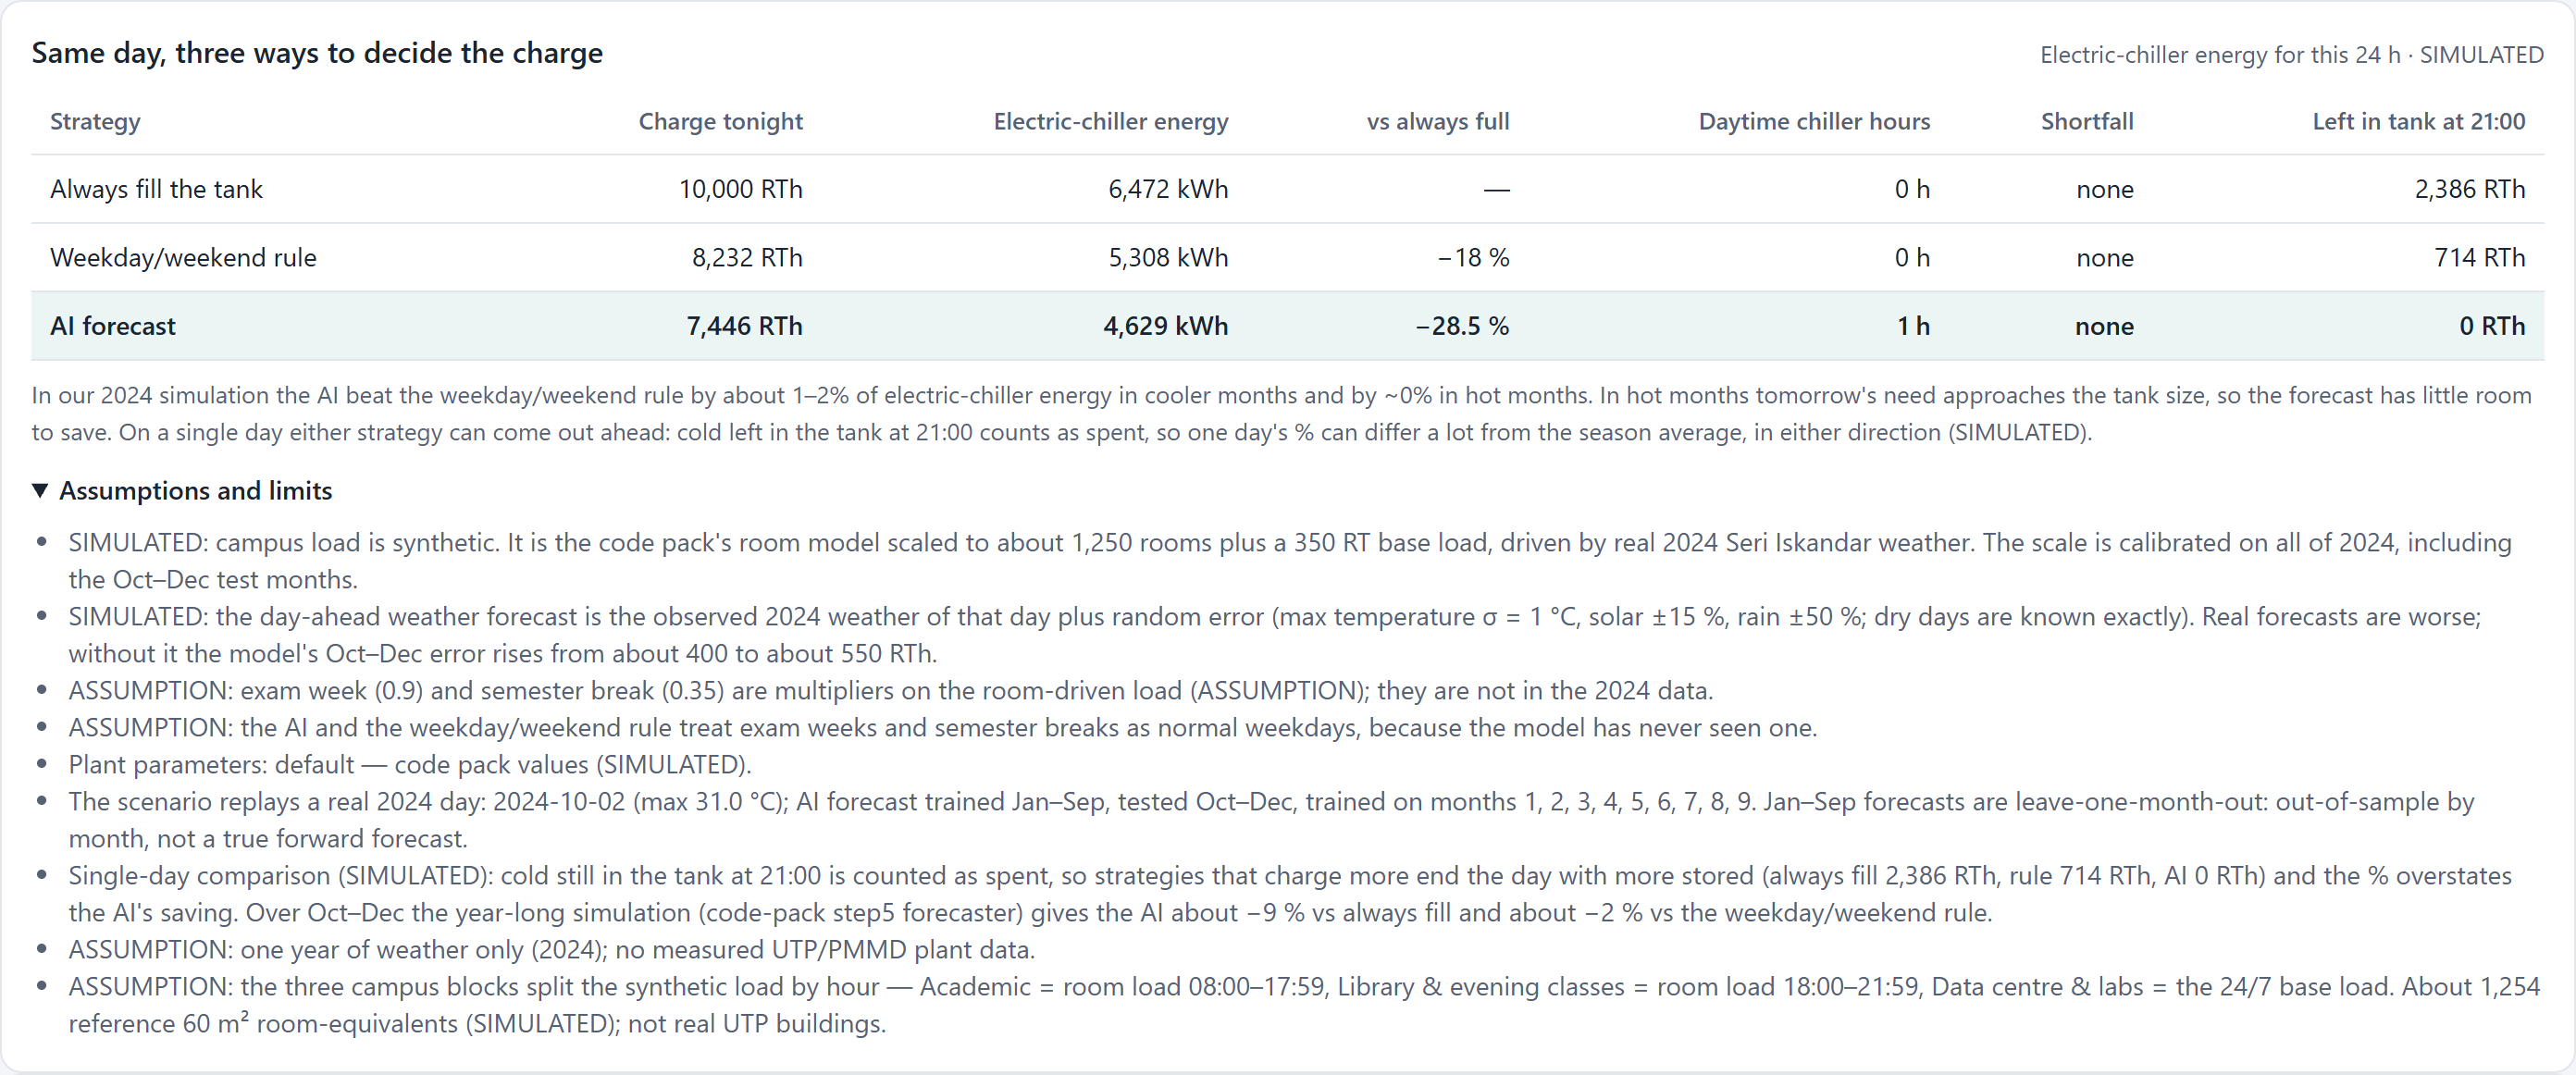 Same day, three ways to decide the charge
Electric-chiller energy for this 24 h · SIMULATED
Strategy Charge tonight Electric-chiller energy vs always full Daytime chiller hours Shortfall Left in tank at 21:00
Always fill the tank 10,000 RTh 6,472 kWh — 0 h none 2,386 RTh
Weekday/weekend rule 8,232 RTh 5,308 kWh −18 % 0 h none 714 RTh
AI forecast 7,446 RTh 4,629 kWh −28.5 % 1 h none 0 RTh
In our 2024 simulation the AI beat the weekday/weekend rule by about 1–2% of electric-chiller energy in cooler months and by ~0% in hot months. In hot months tomorrow's need approaches the tank size, so the forecast has little room
to save. On a single day either strategy can come out ahead: cold left in the tank at 21:00 counts as spent, so one day's % can differ a lot from the season average, in either direction (SIMULATED).
▼ Assumptions and limits
• SIMULATED: campus load is synthetic. It is the code pack's room model scaled to about 1,250 rooms plus a 350 RT base load, driven by real 2024 Seri Iskandar weather. The scale is calibrated on all of 2024, including
the Oct–Dec test months.
• SIMULATED: the day-ahead weather forecast is the observed 2024 weather of that day plus random error (max temperature σ = 1 °C, solar ±15 %, rain ±50 %; dry days are known exactly). Real forecasts are worse;
without it the model's Oct–Dec error rises from about 400 to about 550 RTh.
• ASSUMPTION: exam week (0.9) and semester break (0.35) are multipliers on the room-driven load (ASSUMPTION); they are not in the 2024 data.
• ASSUMPTION: the AI and the weekday/weekend rule treat exam weeks and semester breaks as normal weekdays, because the model has never seen one.
• Plant parameters: default — code pack values (SIMULATED).
• The scenario replays a real 2024 day: 2024-10-02 (max 31.0 °C); AI forecast trained Jan–Sep, tested Oct–Dec, trained on months 1, 2, 3, 4, 5, 6, 7, 8, 9. Jan–Sep forecasts are leave-one-month-out: out-of-sample by
month, not a true forward forecast.
• Single-day comparison (SIMULATED): cold still in the tank at 21:00 is counted as spent, so strategies that charge more end the day with more stored (always fill 2,386 RTh, rule 714 RTh, AI 0 RTh) and the % overstates
the AI's saving. Over Oct–Dec the year-long simulation (code-pack step5 forecaster) gives the AI about −9 % vs always fill and about −2 % vs the weekday/weekend rule.
• ASSUMPTION: one year of weather only (2024); no measured UTP/PMMD plant data.
• ASSUMPTION: the three campus blocks split the synthetic load by hour — Academic = room load 08:00–17:59, Library & evening classes = room load 18:00–21:59, Data centre & labs = the 24/7 base load. About 1,254
reference 60 m² room-equivalents (SIMULATED); not real UTP buildings.